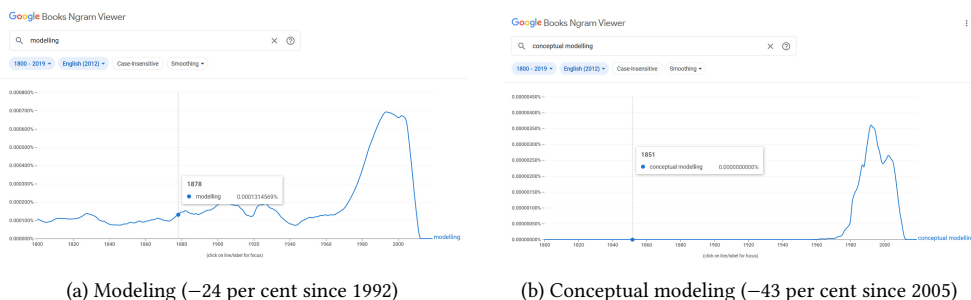 Google Books Ngram Viewer
modelling
1800 - 2019 English (2012) Case-Insensitive Smoothing
0.000800%
0.000700%
0.000600%
0.000500%
0.000400%
0.000300%
0.000200%
0.000100%
0.000000%
1878
modelling 0.0001314569%
modelling
1800 1820 1840 1860 1880 1900 1920 1940 1960 1980 2000
(click on line/label for focus)
(a) Modeling (−24 per cent since 1992)
Google Books Ngram Viewer
conceptual modelling
1800 - 2019 English (2012) Case-Insensitive Smoothing
0.00000450%
0.00000400%
0.00000350%
0.00000300%
0.00000250%
0.00000200%
0.00000150%
0.00000100%
0.00000050%
0.00000000%
1851
conceptual modelling 0.0000000000%
conceptual modellin
1800 1820 1840 1860 1880 1900 1920 1940 1960 1980 2000
(click on line/label for focus)
(b) Conceptual modeling (−43 per cent since 2005)